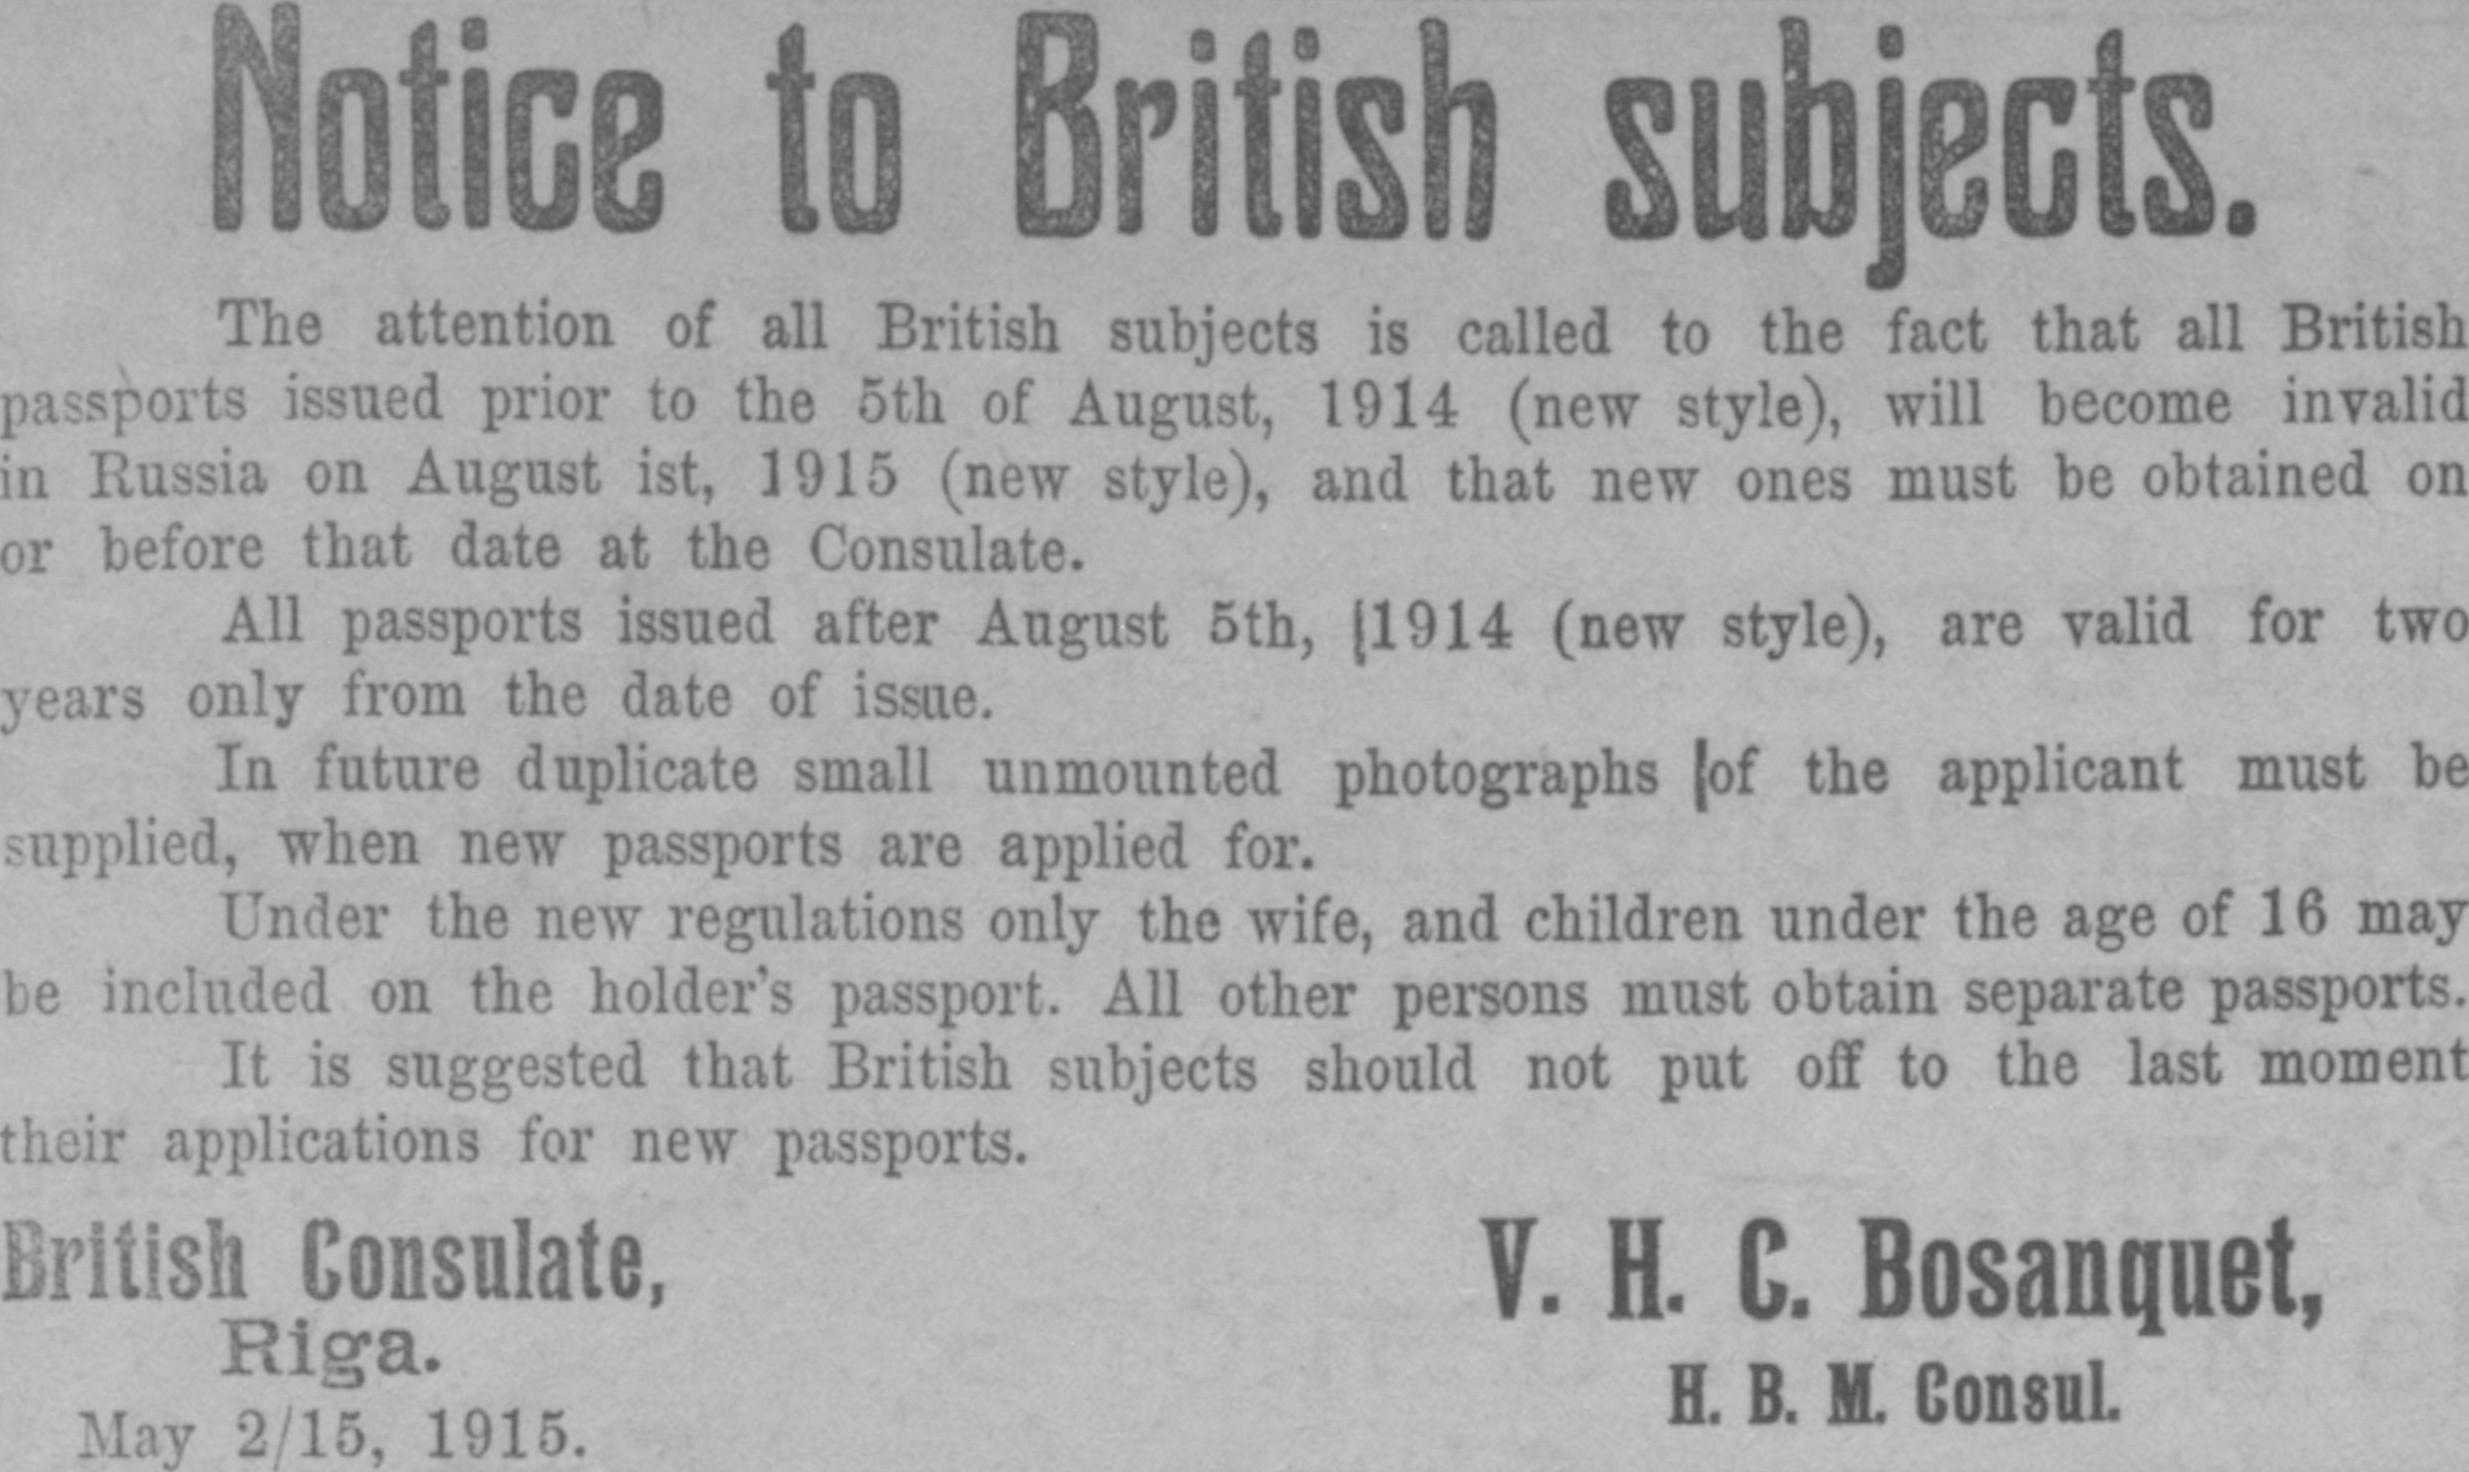 Notice to British subjects.
The attention of all British subjects is called to the fact that all British
passports issued prior to the 5th of August, 1914 (new style), will become invalid
in Russia on August ist, 1915 (new style), and that new ones must be obtained on
or before that date at the Consulate.
All passports issued after August 5th, 1914 (new style), are valid for two
years only from the date of issue.
In future duplicate small unmounted photographs of the applicant must be
supplied, when new passports are applied for.
Under the new regulations only the wife, and children under the age of 16 may
be included on the holder's passport. All other persons must obtain separate passports.
It is suggested that British subjects should not put off to the last moment
their applications for new passports.
British Consulate,
Riga.
May 2/15, 1915.
V. H. C. Bosanquet,
H. B. M. Consul.